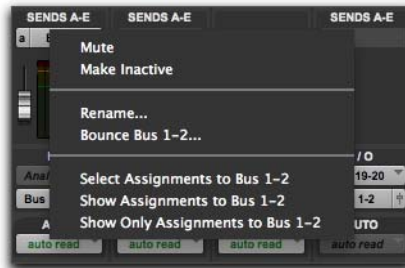 SENDS A-E SENDS A-E SENDS A-E
a
Mute
Make Inactive
Rename...
Bounce Bus 1-2...
Select Assignments to Bus 1-2
Show Assignments to Bus 1-2
Show Only Assignments to Bus 1-2
I / O
Anal 19-20
Bus 1-2
A UTO
auto read auto read auto read auto read